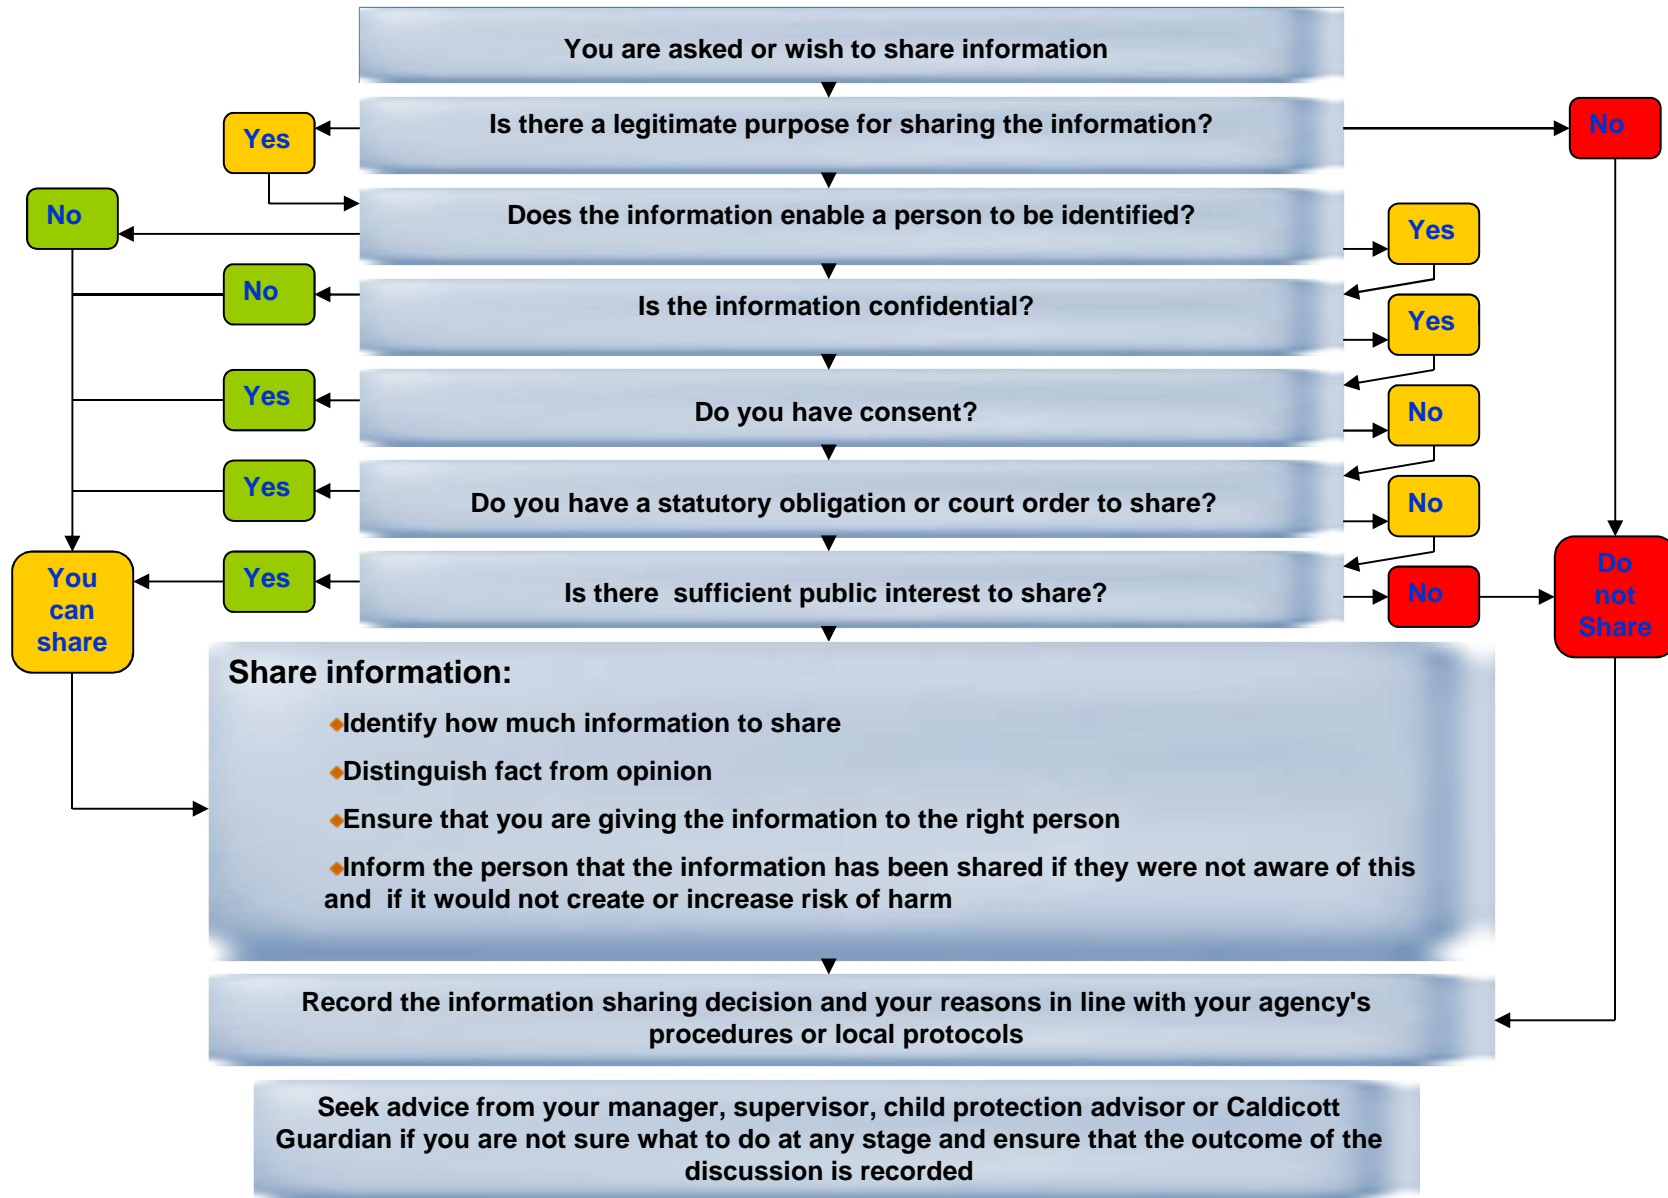 You are asked or wish to share information
Is there a legitimate purpose for sharing the information?
Yes
No
Does the information enable a person to be identified?
No
Yes
Is the information confidential?
No
Yes
Do you have consent?
Yes
No
Do you have a statutory obligation or court order to share?
Yes
No
Is there  sufficient public interest to share?
Yes
No
You
can
share
Do
not
Share
Share information:
Identify how much information to share
Distinguish fact from opinion
Ensure that you are giving the information to the right person
Inform the person that the information has been shared if they were not aware of this
and  if it would not create or increase risk of harm
Record the information sharing decision and your reasons in line with your agency's
procedures or local protocols
Seek advice from your manager, supervisor, child protection advisor or Caldicott
Guardian if you are not sure what to do at any stage and ensure that the outcome of the
discussion is recorded